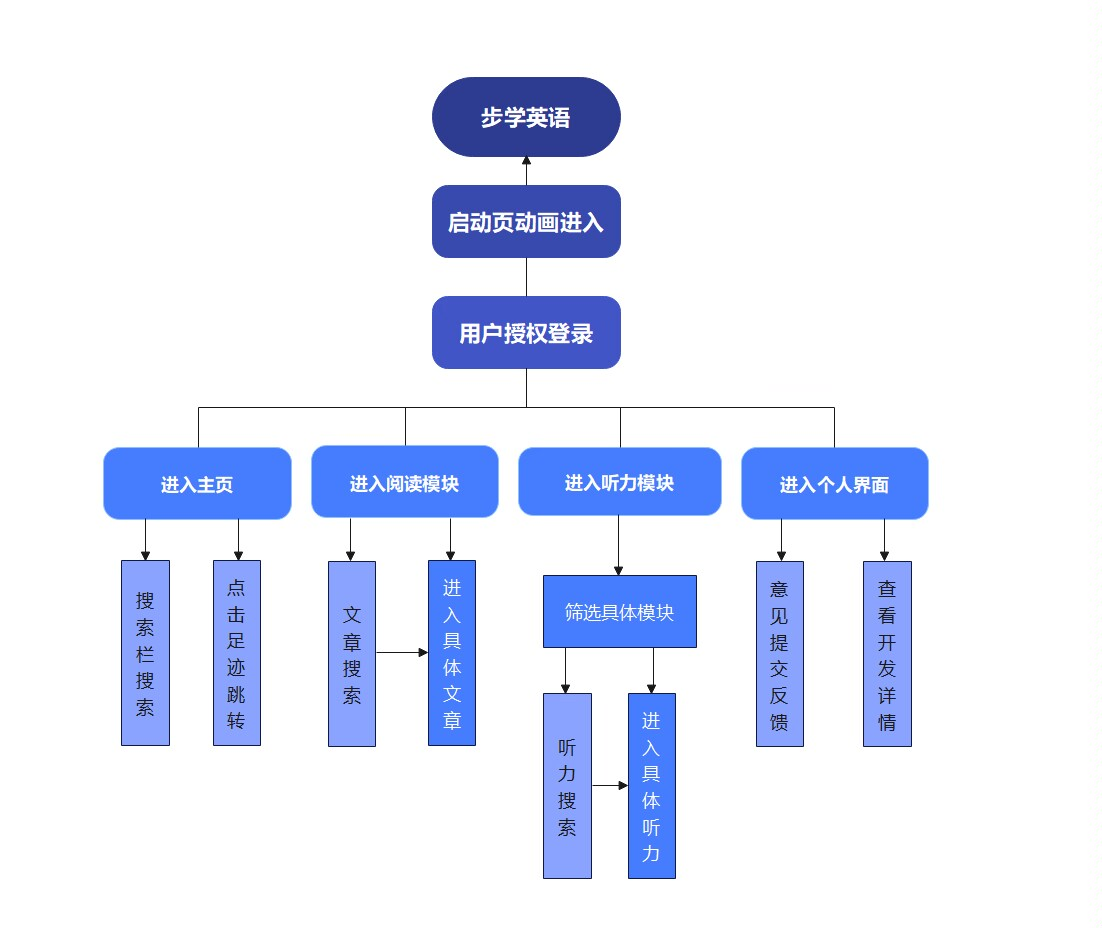 步学英语
启动页动画进入
用户授权登录
进入主页
进入阅读模块
进入听力模块
进入个人界面
搜索栏搜索
点击足迹跳转
文章搜索
进入具体文章
筛选具体模块
意见提交反馈
查看开发详情
听力搜索
进入具体听力